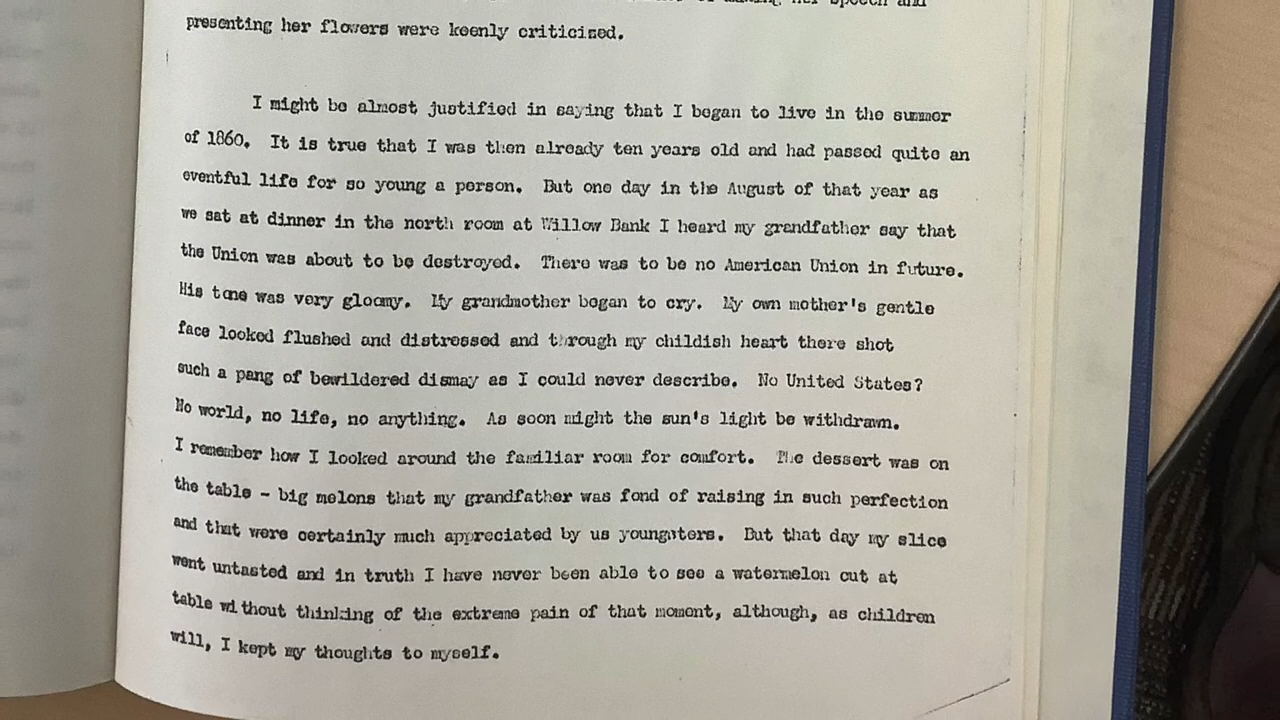 her speech and
presenting her flowers were keenly criticized.
I might be almost justified in saying that I began to live in the summer
of 1860. It is true that I was then already ten years old and had passed quite an
eventful life for so young a person. But one day in the August of that year as
we sat at dinner in the north room at Willow Bank I heard my grandfather say that
the Union was about to be destroyed. There was to be no American Union in future.
His tone was very gloomy. My grandmother began to cry. My own mother's gentle
face looked flushed and distressed and through my childish heart there shot
such a pang of bewildered dismay as I could never describe. No United States?
No world, no life, no anything. As soon might the sun's light be withdrawn.
I remember how I looked around the familiar room for comfort. The dessert was on
the table - big melons that my grandfather was fond of raising in such perfection
and that were certainly much appreciated by us youngsters. But that day my slice
went untasted and in truth I have never been able to see a watermelon cut at
table without thinking of the extreme pain of that moment, although, as children
will, I kept my thoughts to myself.